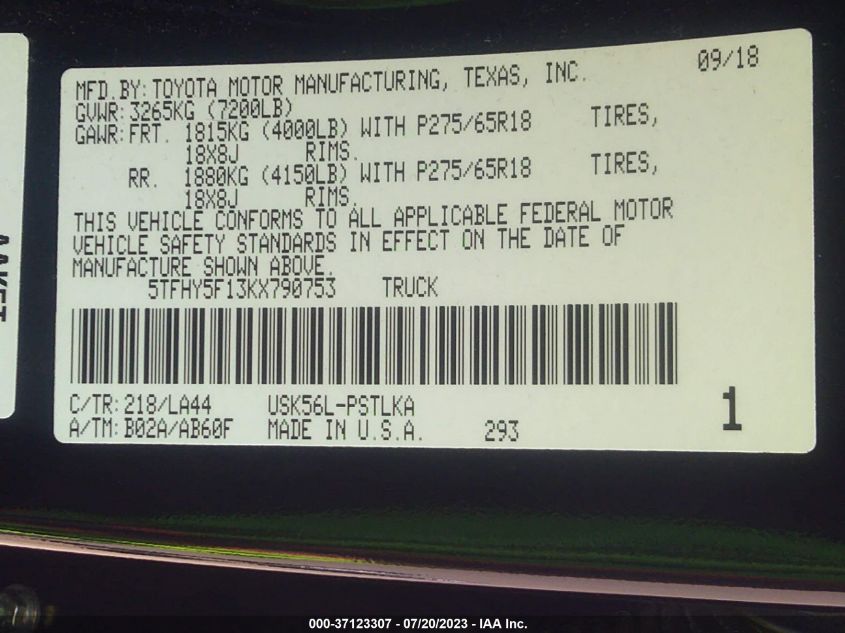 09/18
MFD.BY: TOYOTA MOTOR MANUFACTURING, TEXAS, INC.
GVWR: 3265KG (7200LB)
GAWR: FRT. 1815KG (4000LB) WITH P275/65R18 TIRES,
18X8J RIMS.
RR. 1880KG (4150LB) WITH P275/65R18 TIRES,
18X8J RIMS.
THIS VEHICLE CONFORMS TO ALL APPLICABLE FEDERAL MOTOR
VEHICLE SAFETY STANDARDS IN EFFECT ON THE DATE OF
MANUFACTURE SHOWN ABOVE.
5TFHY5F13KX790753 TRUCK
C/TR: 218/LA44 USK56L-PSTLKA
A/TM: B02A/AB60F MADE IN U.S.A. 293
1
000-37123307 - 07/20/2023 - IAA Inc.